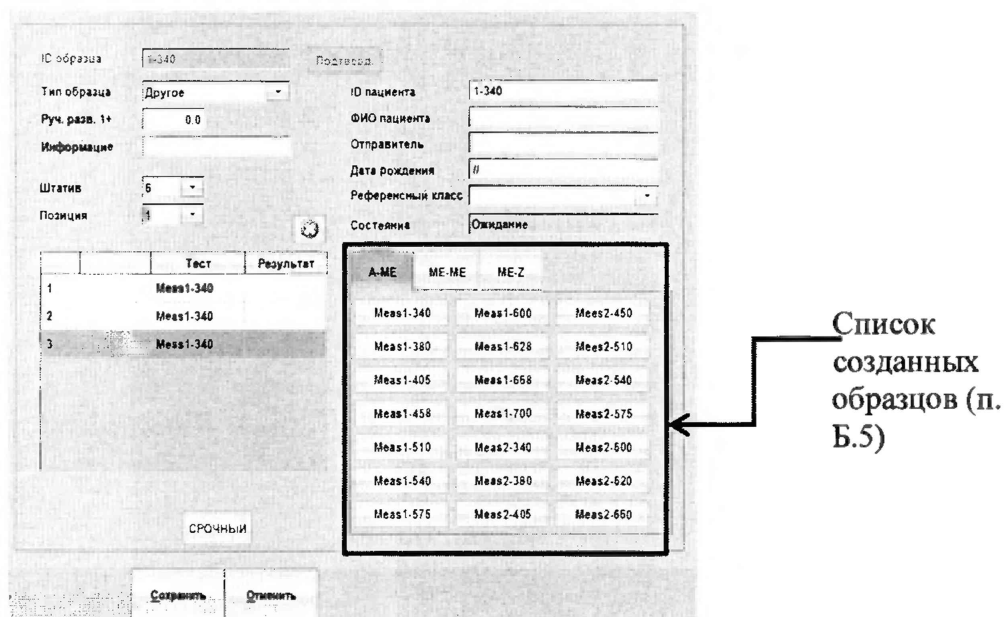 ID образца 1-340 Подтверд.
Тип образца Другое
Руч. разв. 1+ 0.0
Информацие
Штатив 6
Позиция 1
ID пациента 1-340
ФИО пациента
Отправитель
Дата рождения //
Референсный класс
Состояние Ожидание
Тест Результат
1 Meas1-340
2 Meas1-340
3 Meas1-340
A-ME ME-ME ME-Z
Meas1-340 Meas1-600 Meas2-450
Meas1-380 Meas1-628 Meas2-510
Meas1-405 Meas1-668 Meas2-540
Meas1-458 Meas1-700 Meas2-575
Meas1-510 Meas2-340 Meas2-600
Meas1-540 Meas2-380 Meas2-620
Meas1-575 Meas2-405 Meas2-660
СРОЧНЫЙ
Сохранить Отменить
Список
созданных
образцов (п.
Б.5)